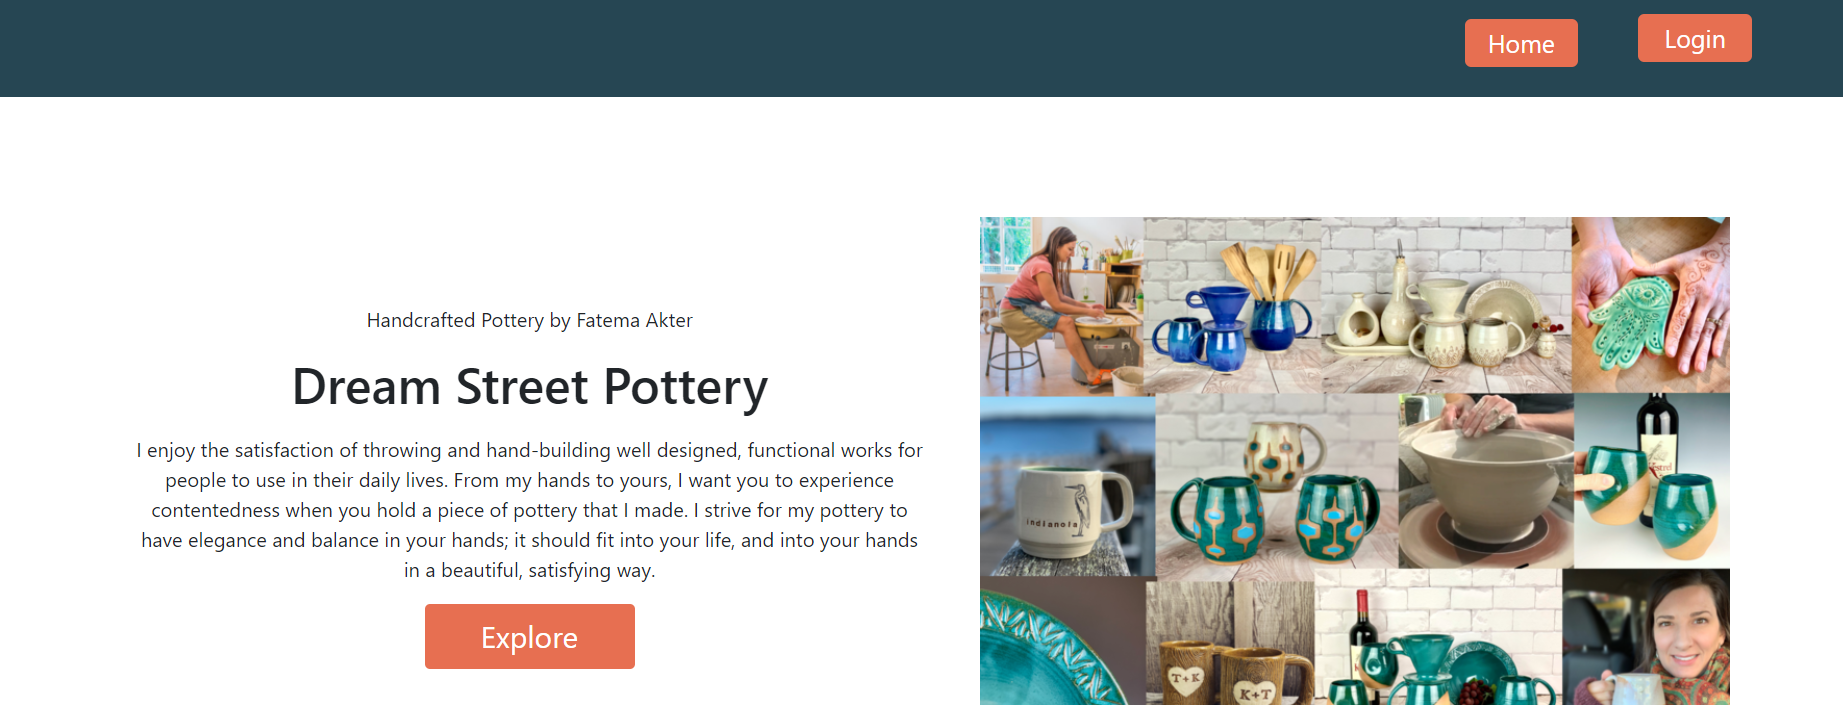 Home
Login
Handcrafted Pottery by Fatema Akter
Dream Street Pottery
I enjoy the satisfaction of throwing and hand-building well designed, functional works for
people to use in their daily lives. From my hands to yours, I want you to experience
contentedness when you hold a piece of pottery that I made. I strive for my pottery to
have elegance and balance in your hands; it should fit into your life, and into your hands
in a beautiful, satisfying way.
Explore
indianola
T+K
K+T